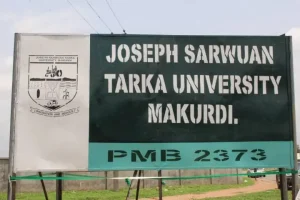 JOSEPH SARWUAN
TARKA UNIVERSITY
MAKURDI.
PMB 2373